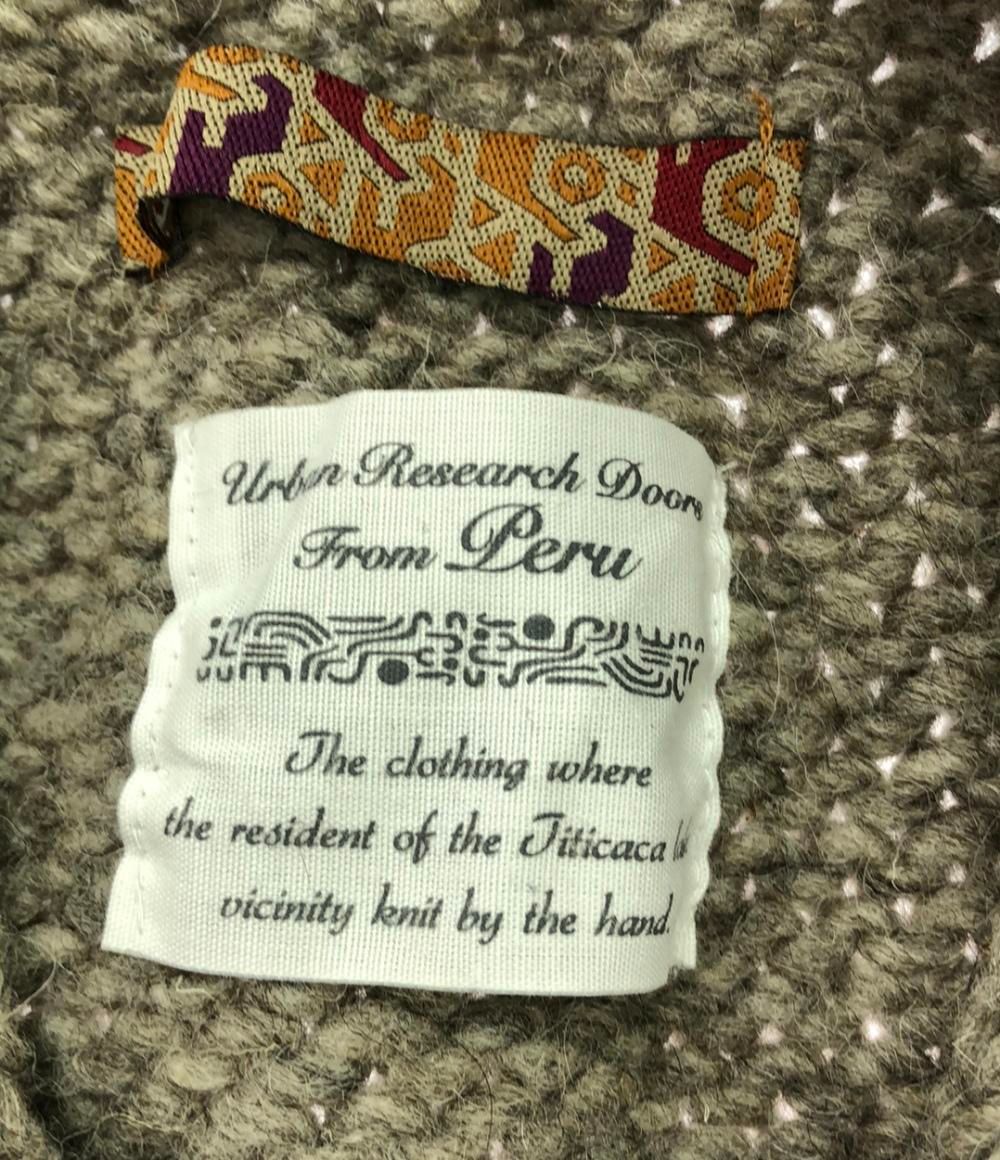 Urban Research Doors
From Peru
The clothing where
the resident of the Titicaca
vicinity knit by the hand.